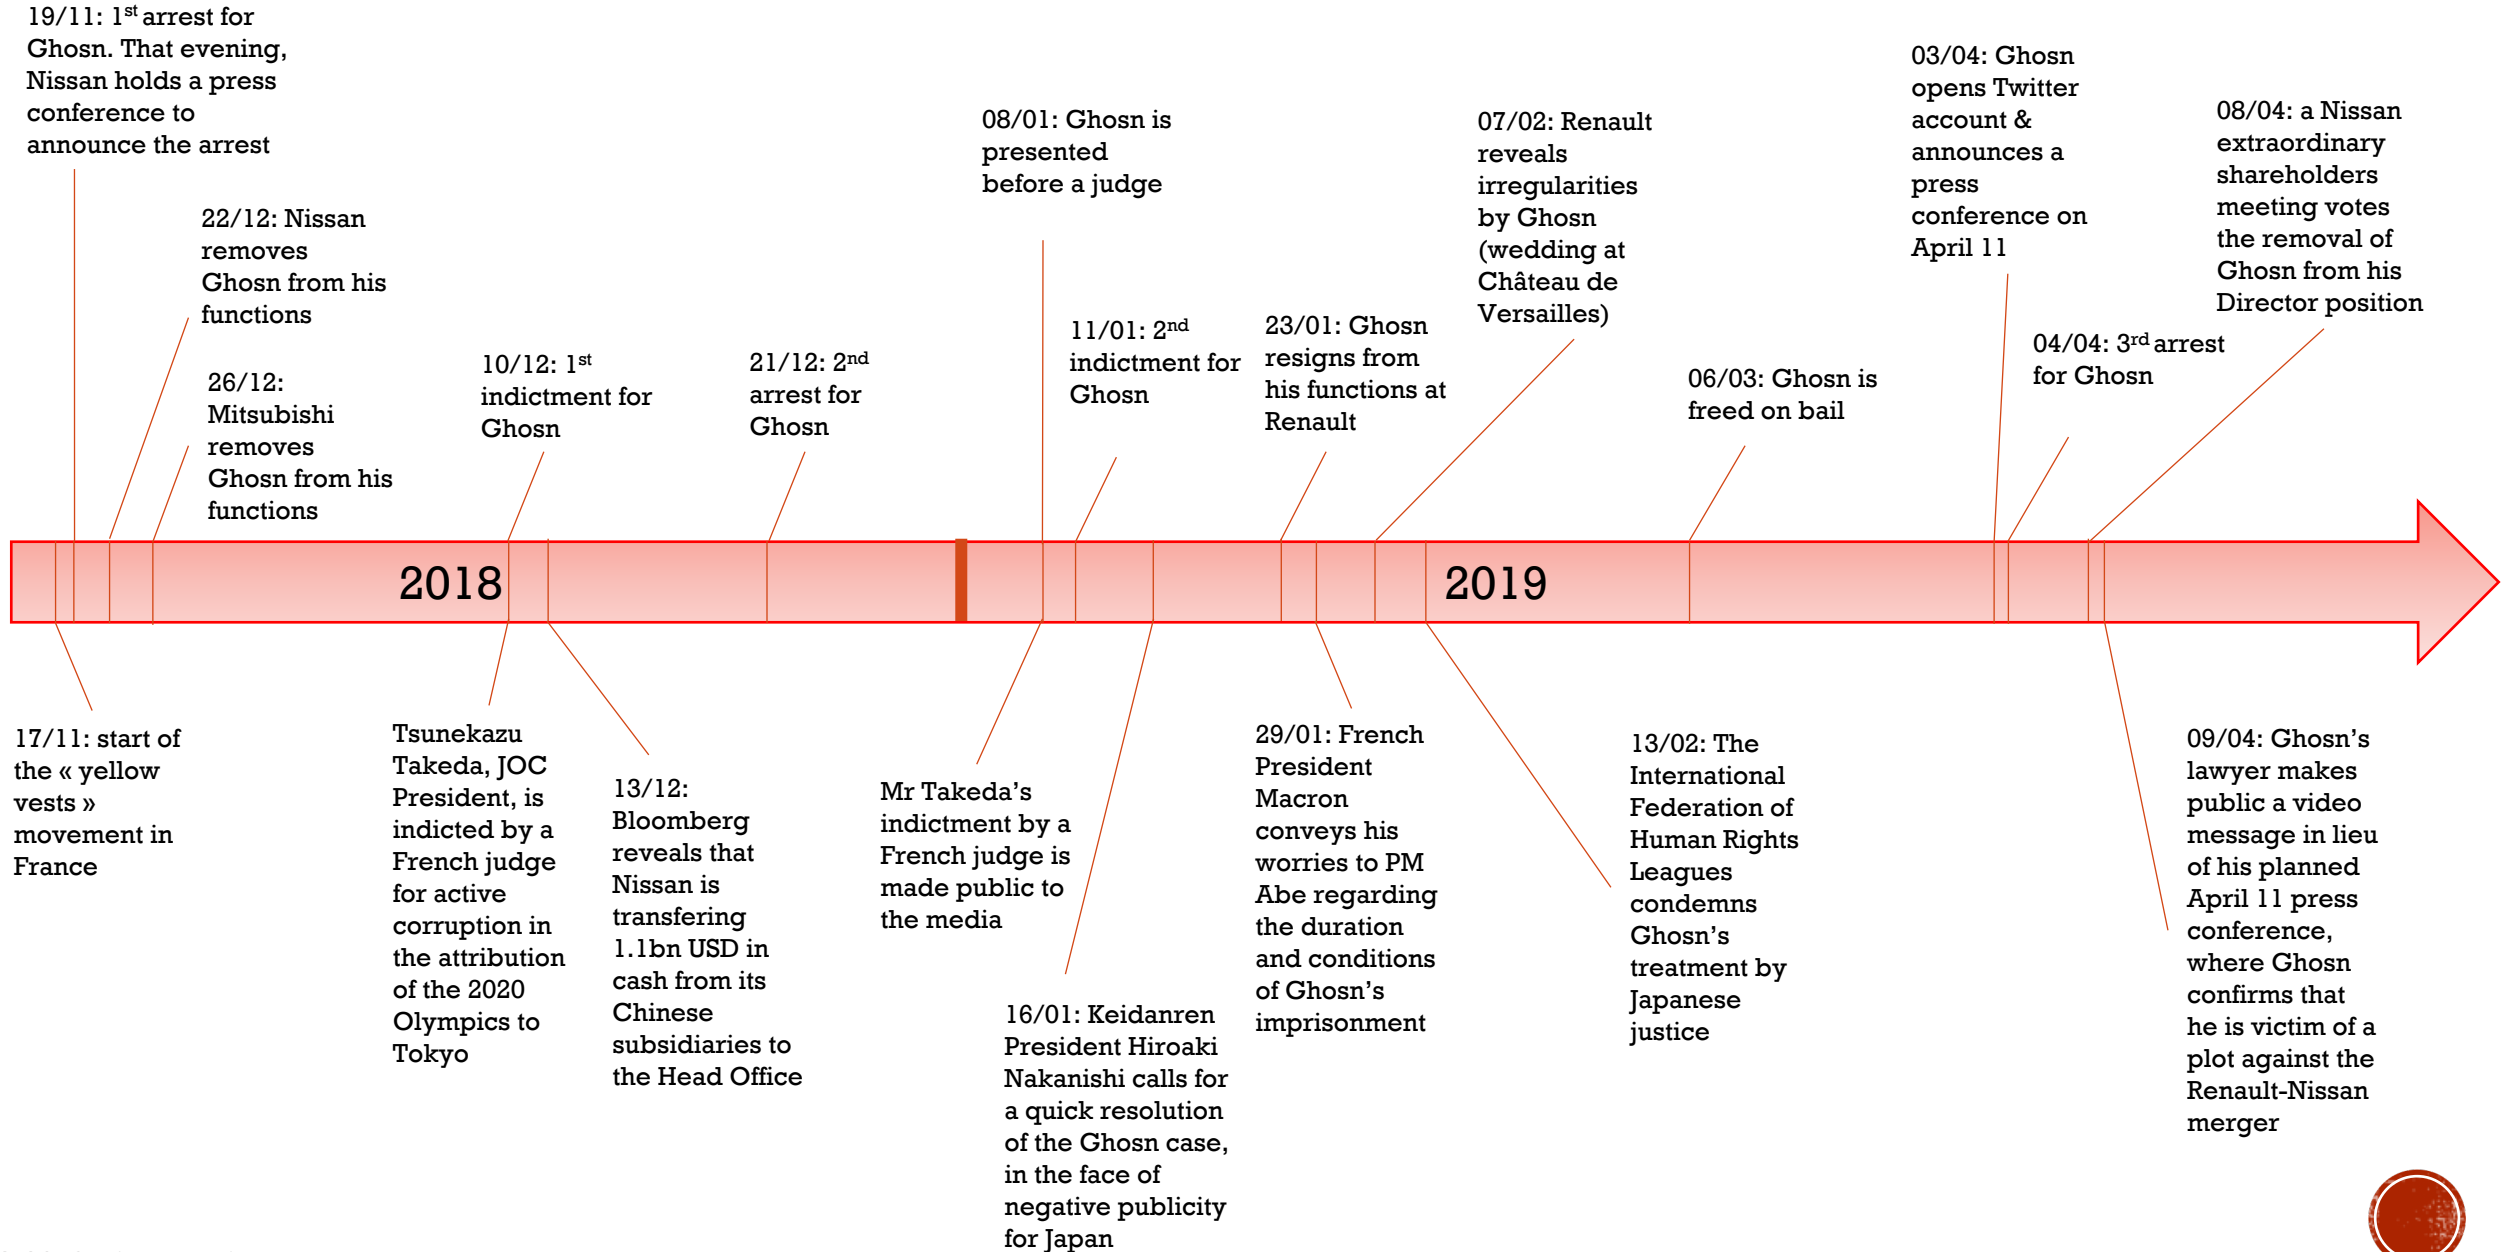 19/11: 1st arrest for
Ghosn. That evening,
Nissan holds a press
conference to
announce the arrest
22/12: Nissan
removes
Ghosn from his
functions
26/12:
Mitsubishi
removes
Ghosn from his
functions
10/12: 1st
indictment for
Ghosn
21/12: 2nd
arrest for
Ghosn
08/01: Ghosn is
presented
before a judge
11/01: 2nd
indictment for
Ghosn
23/01: Ghosn
resigns from
his functions at
Renault
07/02: Renault
reveals
irregularities
by Ghosn
(wedding at
Château de
Versailles)
06/03: Ghosn is
freed on bail
03/04: Ghosn
opens Twitter
account &
announces a
press
conference on
April 11
04/04: 3rd arrest
for Ghosn
08/04: a Nissan
extraordinary
shareholders
meeting votes
the removal of
Ghosn from his
Director position
2018
2019
17/11: start of
the « yellow
vests »
movement in
France
Tsunekazu
Takeda, JOC
President, is
indicted by a
French judge
for active
corruption in
the attribution
of the 2020
Olympics to
Tokyo
13/12:
Bloomberg
reveals that
Nissan is
transfering
1.1bn USD in
cash from its
Chinese
subsidiaries to
the Head Office
Mr Takeda's
indictment by a
French judge is
made public to
the media
16/01: Keidanren
President Hiroaki
Nakanishi calls for
a quick resolution
of the Ghosn case,
in the face of
negative publicity
for Japan
29/01: French
President
Macron
conveys his
worries to PM
Abe regarding
the duration
and conditions
of Ghosn's
imprisonment
13/02: The
International
Federation of
Human Rights
Leagues
condemns
Ghosn's
treatment by
Japanese
justice
09/04: Ghosn's
lawyer makes
public a video
message in lieu
of his planned
April 11 press
conference,
where Ghosn
confirms that
he is victim of a
plot against the
Renault-Nissan
merger